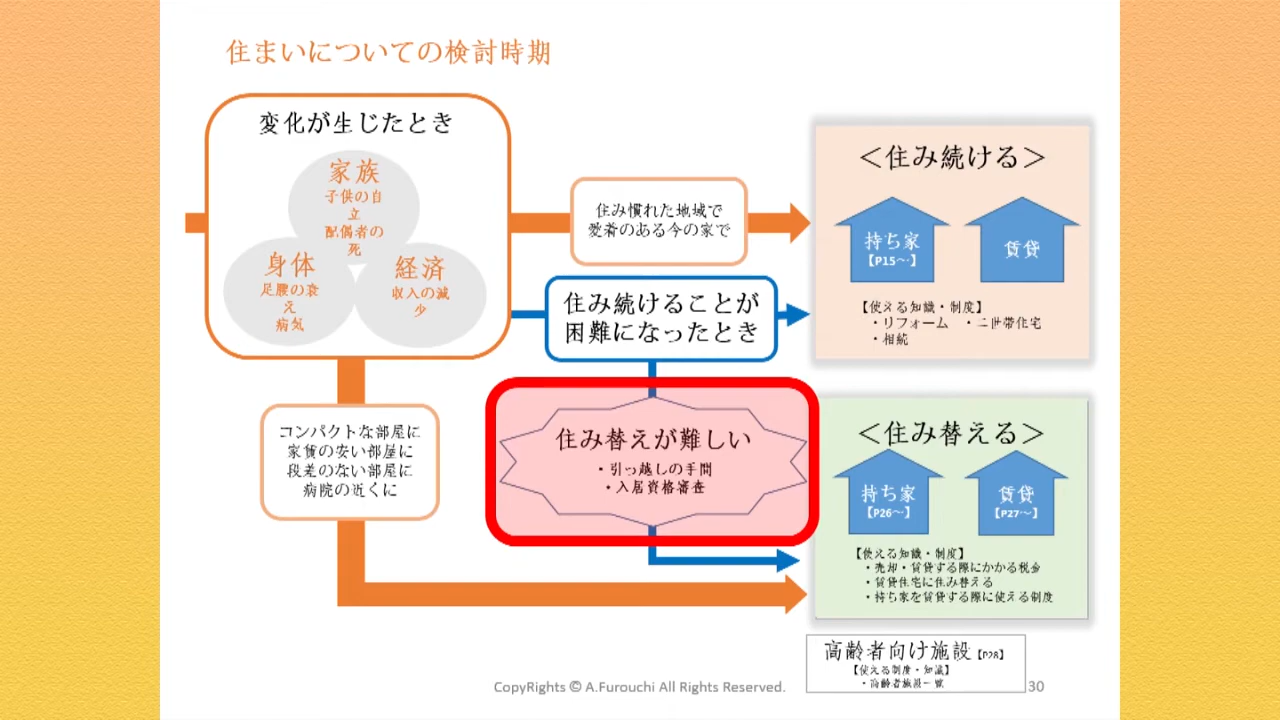 住まいについての検討時期
変化が生じたとき
家族
子供の自
立
配偶者の
死
身体
足腰の衰
え
病気
経済
収入の減
少
住み慣れた地域で
愛着のある今の家で
住み続けることが
困難になったとき
＜住み続ける＞
持ち家
【P15～】
賃貸
【使える知識・制度】
・リフォーム ・二世帯住宅
・相続
コンパクトな部屋に
家賃の安い部屋に
段差のない部屋に
病院の近くに
住み替えが難しい
・引っ越しの手間
・入居資格審査
＜住み替える＞
持ち家
【P26～】
賃貸
【P27～】
【使える知識・制度】
・売却・賃貸する際にかかる税金
・賃貸住宅に住み替える
・持ち家を賃貸する際に使える制度
高齢者向け施設【P28】
【使える制度・知識】
・高齢者施設一覧
CopyRights © A.Furouchi All Rights Reserved.
30